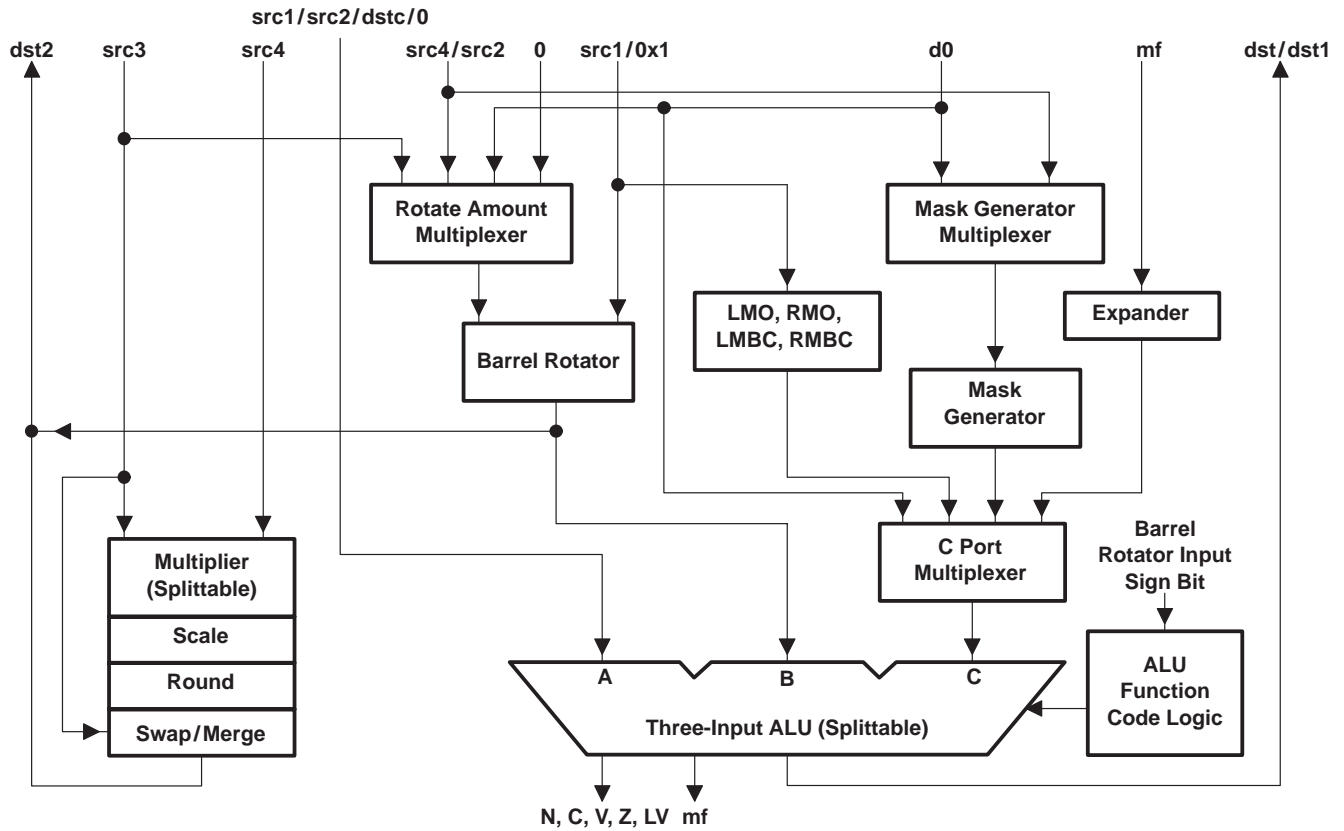 src1/src2/dstc/0
dst2 src3 src4 src4/src2 0 src1/0x1 d0 mf dst/dst1
Rotate Amount
Multiplexer
Mask Generator
Multiplexer
LMO, RMO,
LMBC, RMBC
Expander
Barrel Rotator
Mask
Generator
Multiplier
(Splittable)
Scale
Round
Swap/Merge
C Port
Multiplexer
Barrel
Rotator Input
Sign Bit
A B C
Three-Input ALU (Splittable)
ALU
Function
Code Logic
N, C, V, Z, LV mf